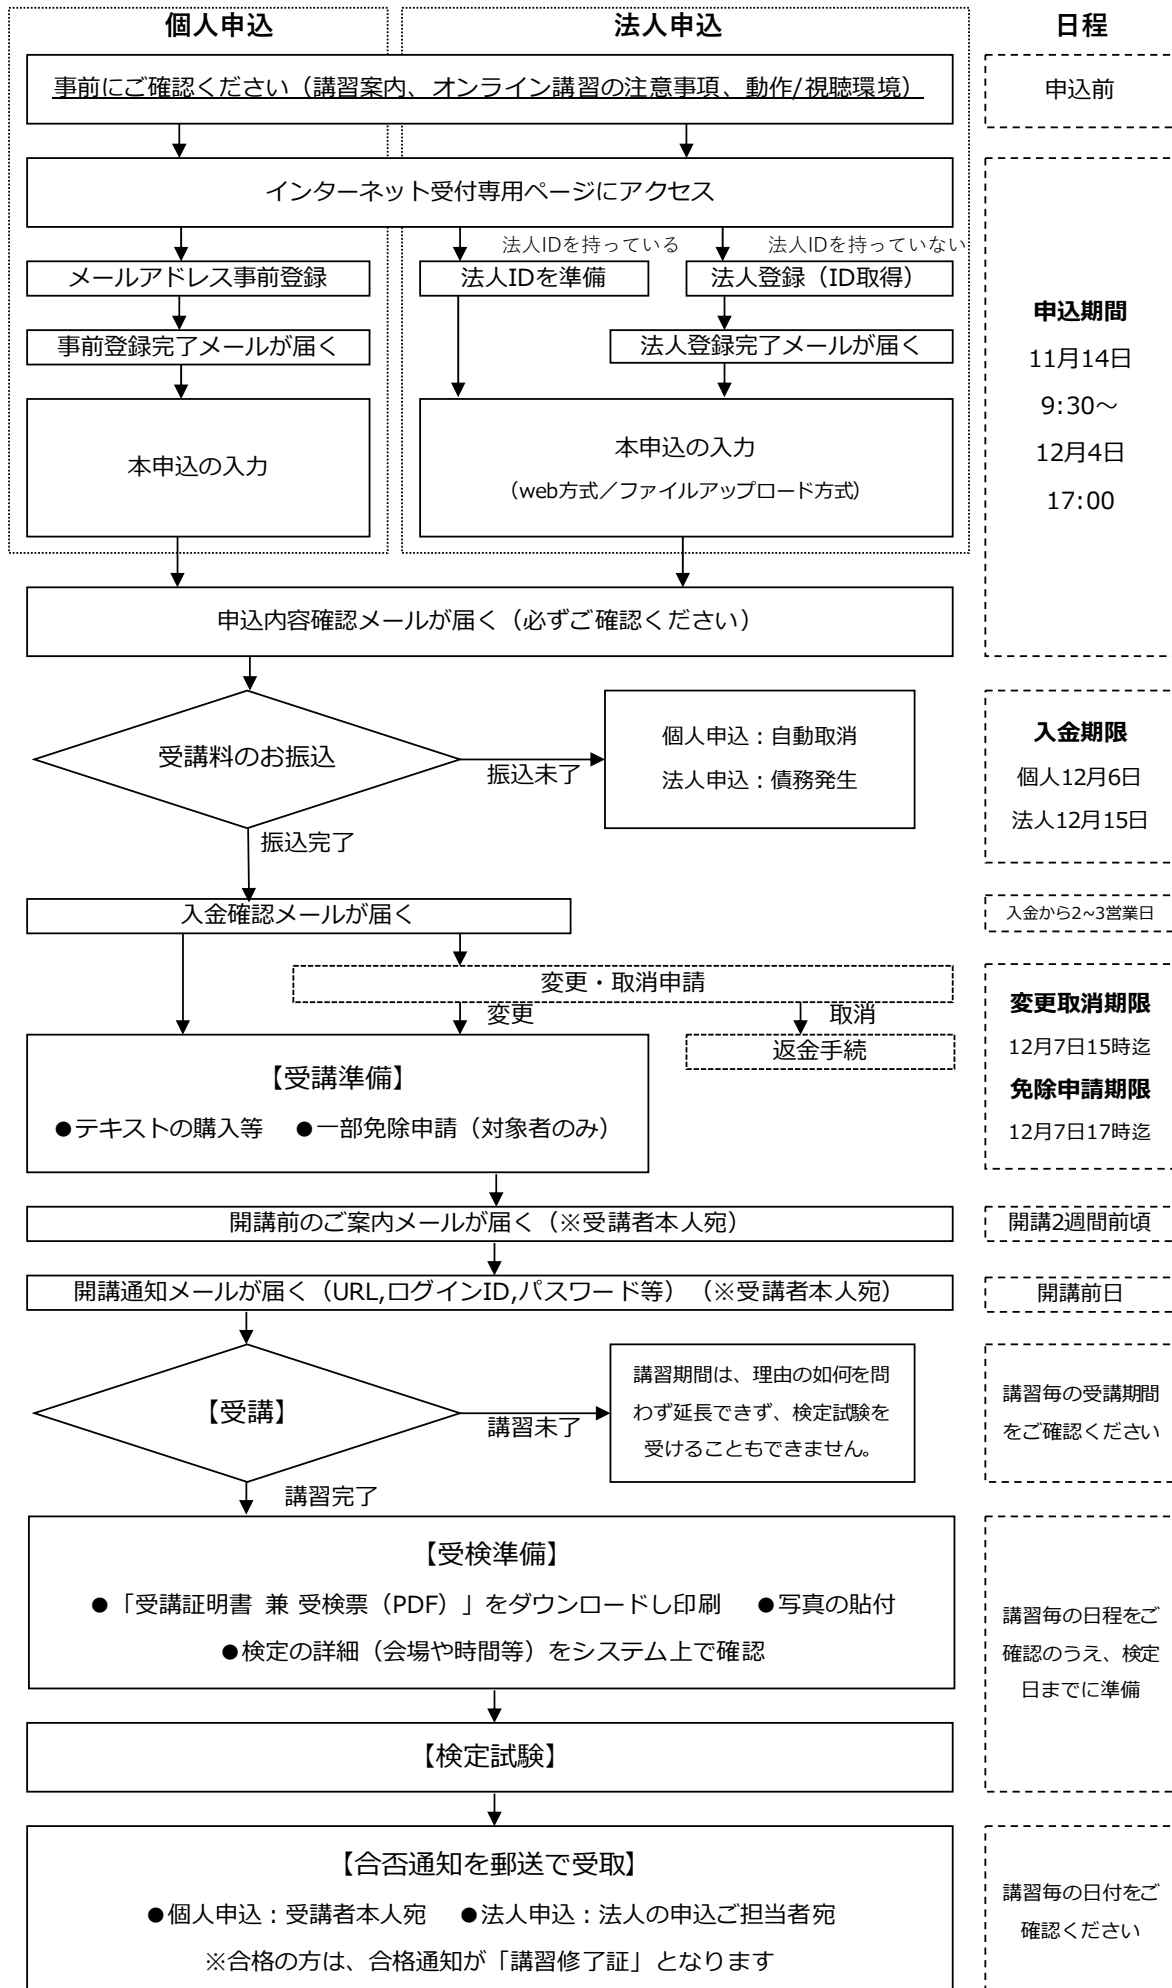 個人申込
法人申込
日程
事前にご確認ください（講習案内、オンライン講習の注意事項、動作/視聴環境）
申込前
インターネット受付専用ページにアクセス
法人IDを持っている
法人IDを持っていない
メールアドレス事前登録
法人IDを準備
法人登録（ID取得）
事前登録完了メールが届く
法人登録完了メールが届く
本申込の入力
本申込の入力
（web方式／ファイルアップロード方式）
申込期間
11月14日
9:30～
12月4日
17:00
申込内容確認メールが届く（必ずご確認ください）
受講料のお振込
振込未了
個人申込：自動取消
法人申込：債務発生
入金期限
個人12月6日
法人12月15日
振込完了
入金確認メールが届く
入金から2~3営業日
変更・取消申請
変更
取消
返金手続
変更取消期限
12月7日15時迄
免除申請期限
12月7日17時迄
【受講準備】
●テキストの購入等　●一部免除申請（対象者のみ）
開講前のご案内メールが届く（※受講者本人宛）
開講2週間前頃
開講通知メールが届く（URL,ログインID,パスワード等）（※受講者本人宛）
開講前日
【受講】
講習未了
講習期間は、理由の如何を問
わず延長できず、検定試験を
受けることもできません。
講習毎の受講期間
をご確認ください
講習完了
【受検準備】
●「受講証明書 兼 受検票（PDF）」をダウンロードし印刷　●写真の貼付
●検定の詳細（会場や時間等）をシステム上で確認
講習毎の日程をご
確認のうえ、検定
日までに準備
【検定試験】
【合否通知を郵送で受取】
●個人申込：受講者本人宛　●法人申込：法人の申込ご担当者宛
※合格の方は、合格通知が「講習修了証」となります
講習毎の日付をご
確認ください